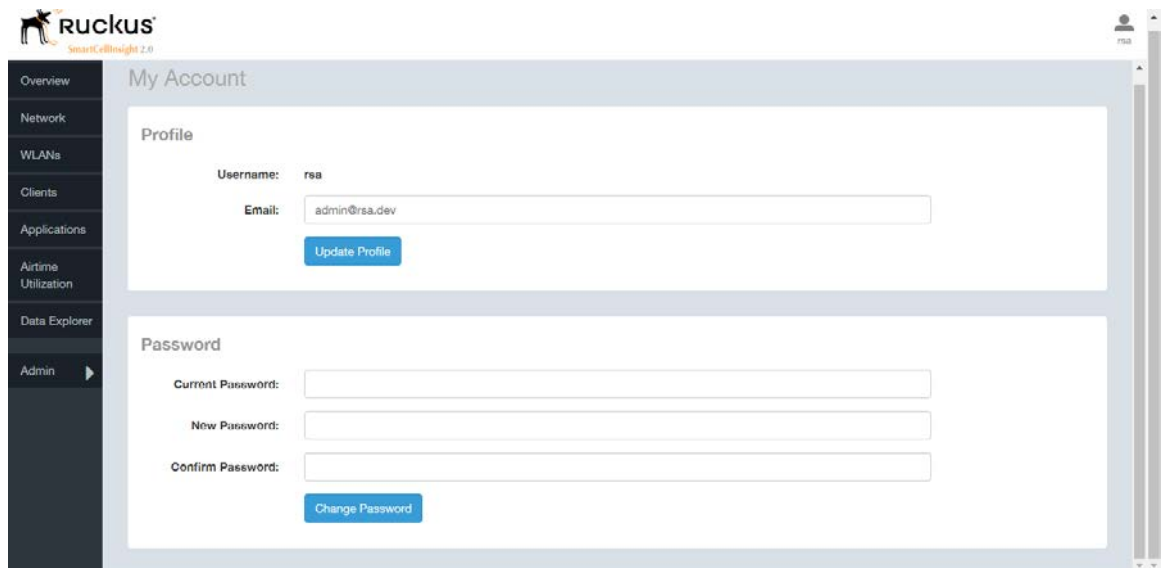 Ruckus
SmartCellInsight 2.0
rsa
Overview
Network
WLANs
Clients
Applications
Airtime
Utilization
Data Explorer
Admin
My Account
Profile
Username: rsa
Email: admin@rsa.dev
Update Profile
Password
Current Password:
New Password:
Confirm Password:
Change Password